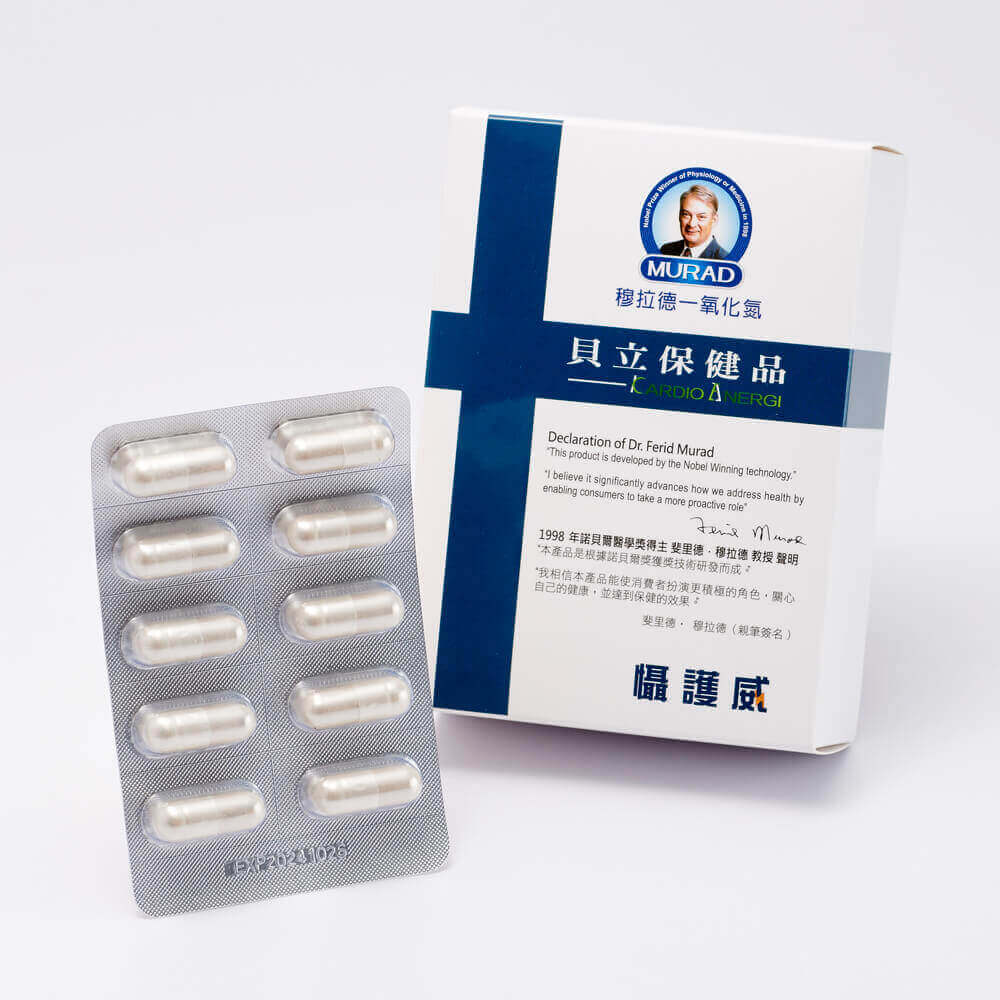 Nobel Prize Winner of Physiology or Medicine in 1998
MURAD
穆拉德一氧化氮
貝立保健品
CARDIO ANERGI
Declaration of Dr. Ferid Murad
"This product is developed by the Nobel Winning technology."
"I believe it significantly advances how we address health by
enabling consumers to take a more proactive role"
Ferid Murad
1998 年諾貝爾醫學獎得主 斐里德．穆拉德 教授 聲明
"本產品是根據諾貝爾獎獲獎技術研發而成。"
"我相信本產品能使消費者扮演更積極的角色，關心
自己的健康，並達到保健的效果。"
斐里德． 穆拉德（親筆簽名）
懾護威
EXP20241026